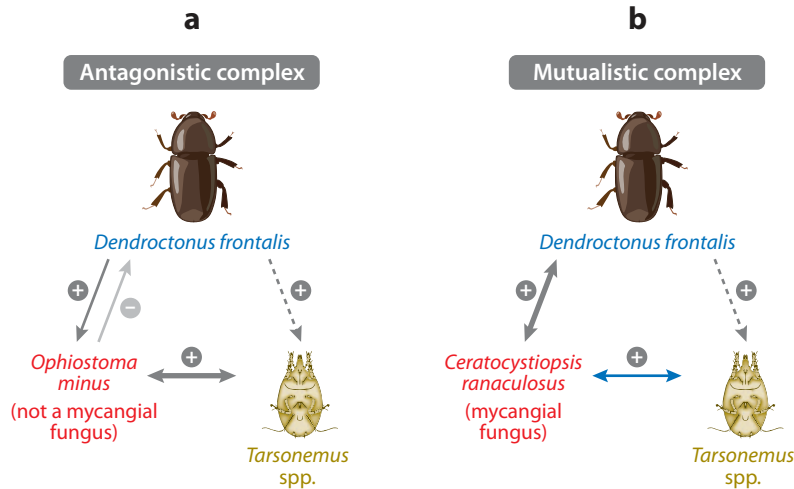 a
Antagonistic complex
Dendroctonus frontalis
+
−
+
+
Ophiostoma
minus
(not a mycangial
fungus)
Tarsonemus
spp.
b
Mutualistic complex
Dendroctonus frontalis
+
+
+
Ceratocystiopsis
ranaculosus
(mycangial
fungus)
Tarsonemus
spp.